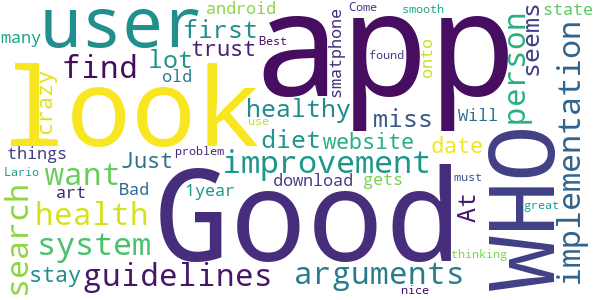 many
user
first
android
app
Come
smooth
state
crazy
find
lot
trust
old
Best
found
smatphone
onto
person
seems
implementation
look
healthy
miss
Will
use
things
Just
diet
website
date
WHO
Lario
art
want
problem
improvement
search
health
1year
download
gets
At
must
great
system
Good
arguments
stay
guidelines
Bad
nice
thinking